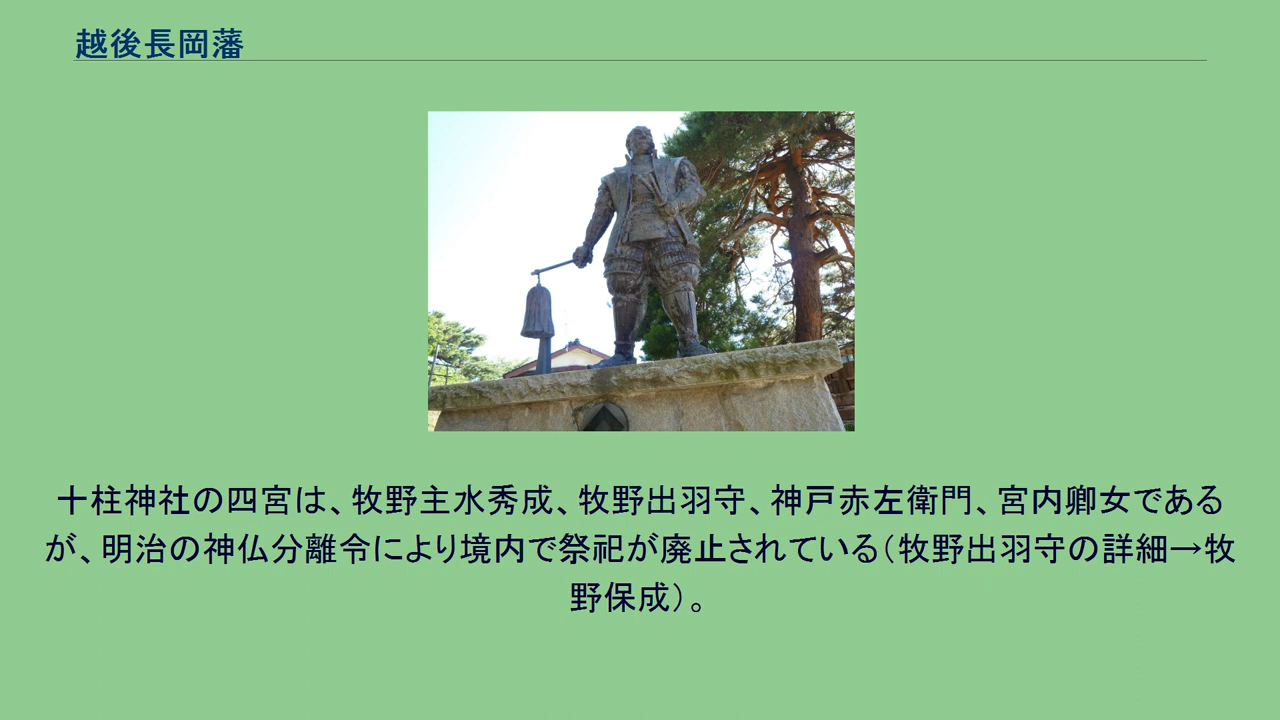 越後長岡藩
十柱神社の四宮は、牧野主水秀成、牧野出羽守、神戸赤左衛門、宮内卿女である
が、明治の神仏分離令により境内で祭祀が廃止されている（牧野出羽守の詳細→牧
野保成）。